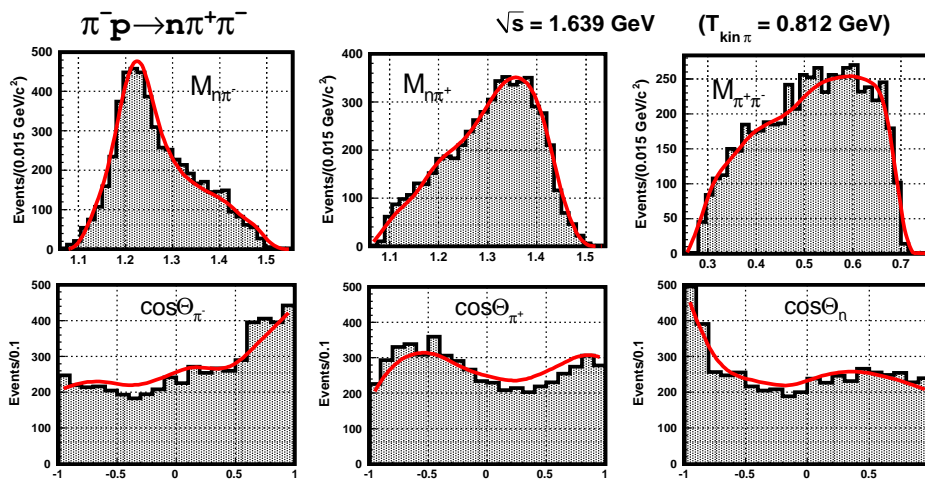 π⁻p→nπ⁺π⁻ √s = 1.639 GeV (T_kin π = 0.812 GeV)
M_nπ⁻ M_nπ⁺ M_π⁺π⁻
Events/(0.015 GeV/c²) Events/(0.015 GeV/c²) Events/(0.015 GeV/c²)
500 400 250
400 300 200
300 200 150
200 100 100
100 0 50
0 0
1.1 1.2 1.3 1.4 1.5 1.1 1.2 1.3 1.4 1.5 0.3 0.4 0.5 0.6 0.7
cosΘ_π⁻ cosΘ_π⁺ cosΘ_n
Events/0.1 Events/0.1 Events/0.1
500 500 500
400 400 400
300 300 300
200 200 200
100 100 100
0 0 0
-1 -0.5 0 0.5 1 -1 -0.5 0 0.5 1 -1 -0.5 0 0.5 1